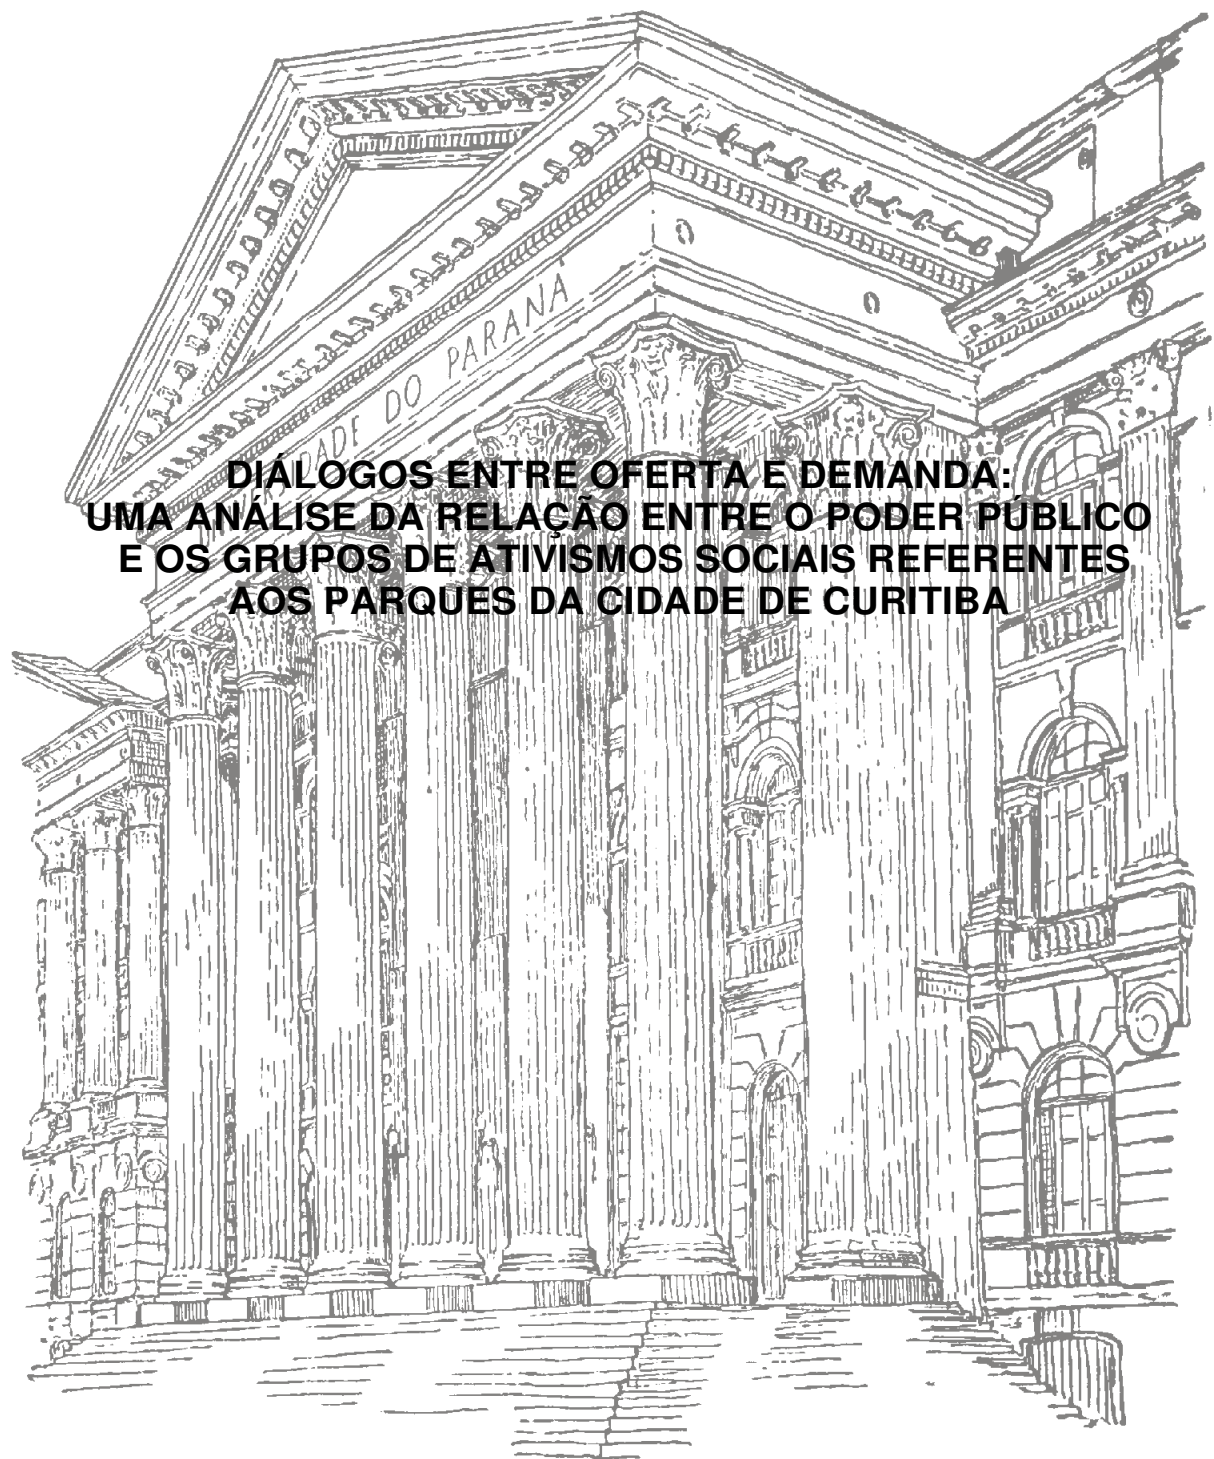 DADE DO PARANÁ
DIÁLOGOS ENTRE OFERTA E DEMANDA:
UMA ANÁLISE DA RELAÇÃO ENTRE O PODER PÚBLICO
E OS GRUPOS DE ATIVISMOS SOCIAIS REFERENTES
AOS PARQUES DA CIDADE DE CURITIBA